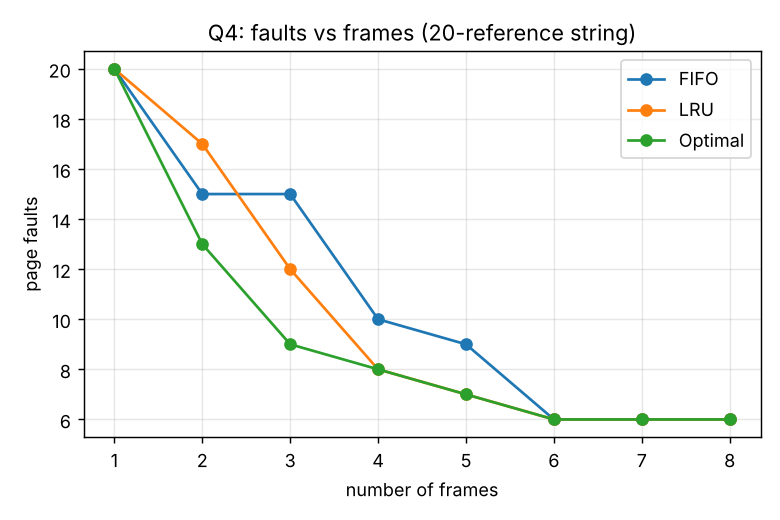 Q4: faults vs frames (20-reference string)
FIFO
LRU
Optimal
page faults
20
18
16
14
12
10
8
6
1 2 3 4 5 6 7 8
number of frames